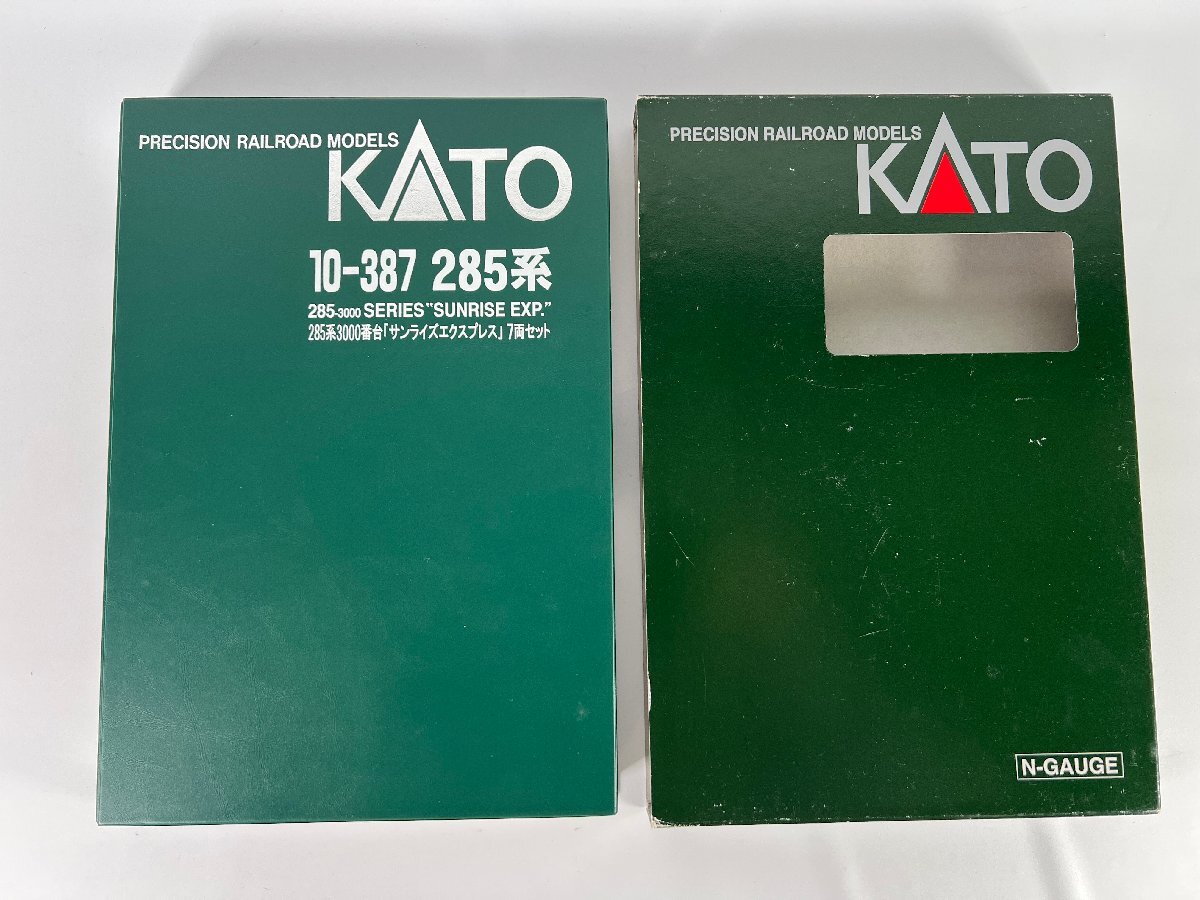 PRECISION RAILROAD MODELS
KATO
10-387 285系
285-3000 SERIES "SUNRISE EXP."
285系3000番台「サンライズエクスプレス」7両セット
PRECISION RAILROAD MODELS
KATO
N-GAUGE